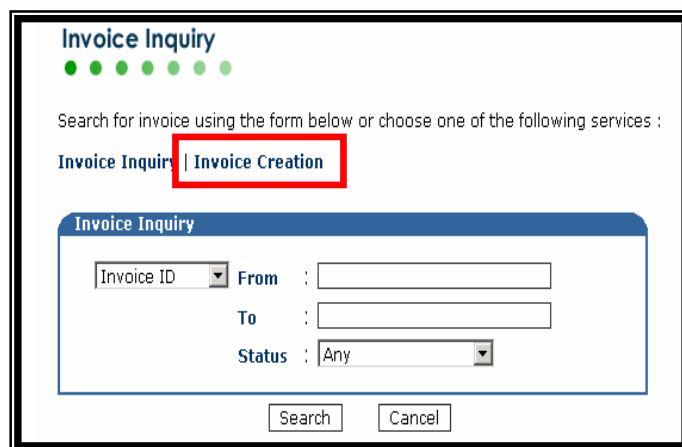 Invoice Inquiry
Search for invoice using the form below or choose one of the following services :
Invoice Inquiry | Invoice Creation
Invoice Inquiry
Invoice ID From :
To :
Status : Any
Search Cancel